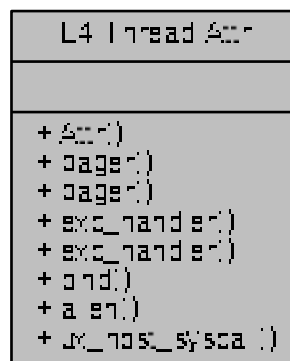 L4 Thread Attr
+ Attr()
+ pager()
+ pager()
+ exc_handler()
+ exc_handler()
+ bind()
+ alien()
+ ux_host_syscall()